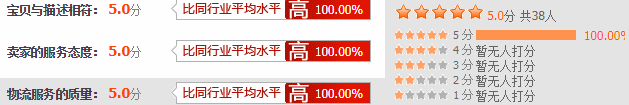 宝贝与描述相符： 5.0分 比同行业平均水平 高 100.00%
卖家的服务态度： 5.0分 比同行业平均水平 高 100.00%
物流服务的质量： 5.0分 比同行业平均水平 高 100.00%
5.0分 共38人
5 分 100.00%
4 分 暂无人打分
3 分 暂无人打分
2 分 暂无人打分
1 分 暂无人打分